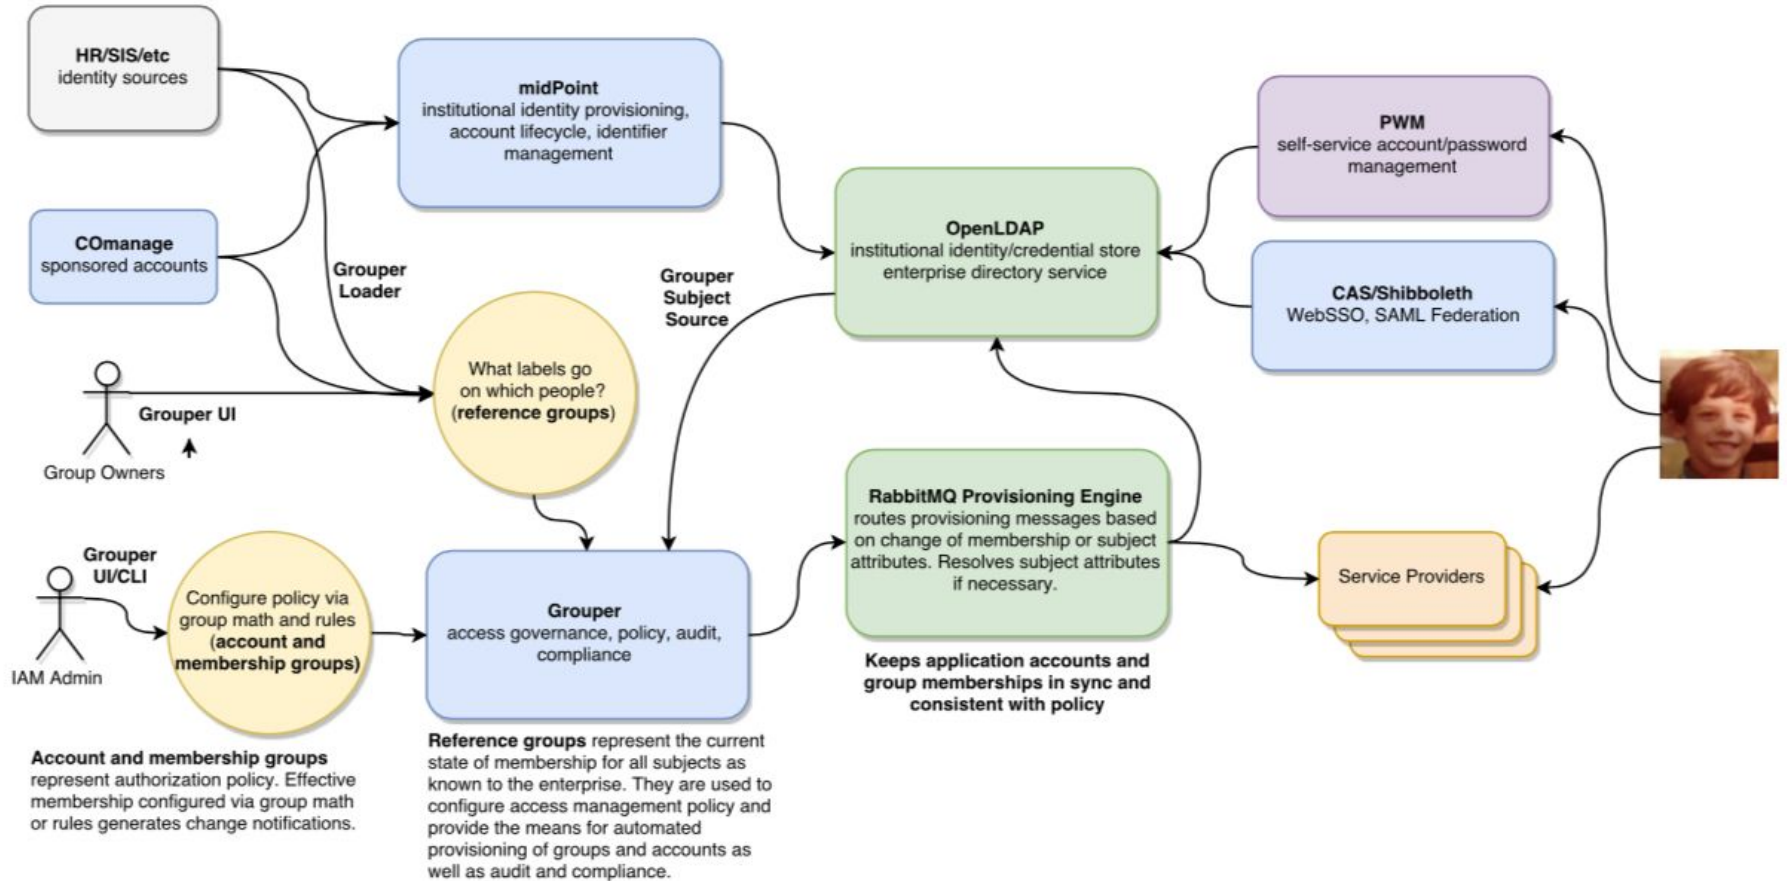 HR/SIS/etc
identity sources
midPoint
institutional identity provisioning,
account lifecycle, identifier
management
PWM
self-service account/password
management
COmanage
sponsored accounts
Grouper
Loader
Grouper
Subject
Source
OpenLDAP
institutional identity/credential store
enterprise directory service
CAS/Shibboleth
WebSSO, SAML Federation
What labels go
on which people?
(reference groups)
Grouper UI
Group Owners
RabbitMQ Provisioning Engine
routes provisioning messages based
on change of membership or subject
attributes. Resolves subject attributes
if necessary.
Grouper
UI/CLI
IAM Admin
Configure policy via
group math and rules
(account and
membership groups)
Grouper
access governance, policy, audit,
compliance
Service Providers
Keeps application accounts and
group memberships in sync and
consistent with policy
Account and membership groups
represent authorization policy. Effective
membership configured via group math
or rules generates change notifications.
Reference groups represent the current
state of membership for all subjects as
known to the enterprise. They are used to
configure access management policy and
provide the means for automated
provisioning of groups and accounts as
well as audit and compliance.